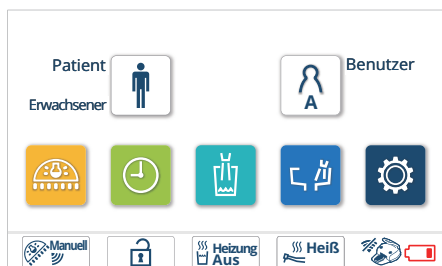 Patient
Benutzer
Erwachsener
A
Manuell
Heizung
Aus
Heiß